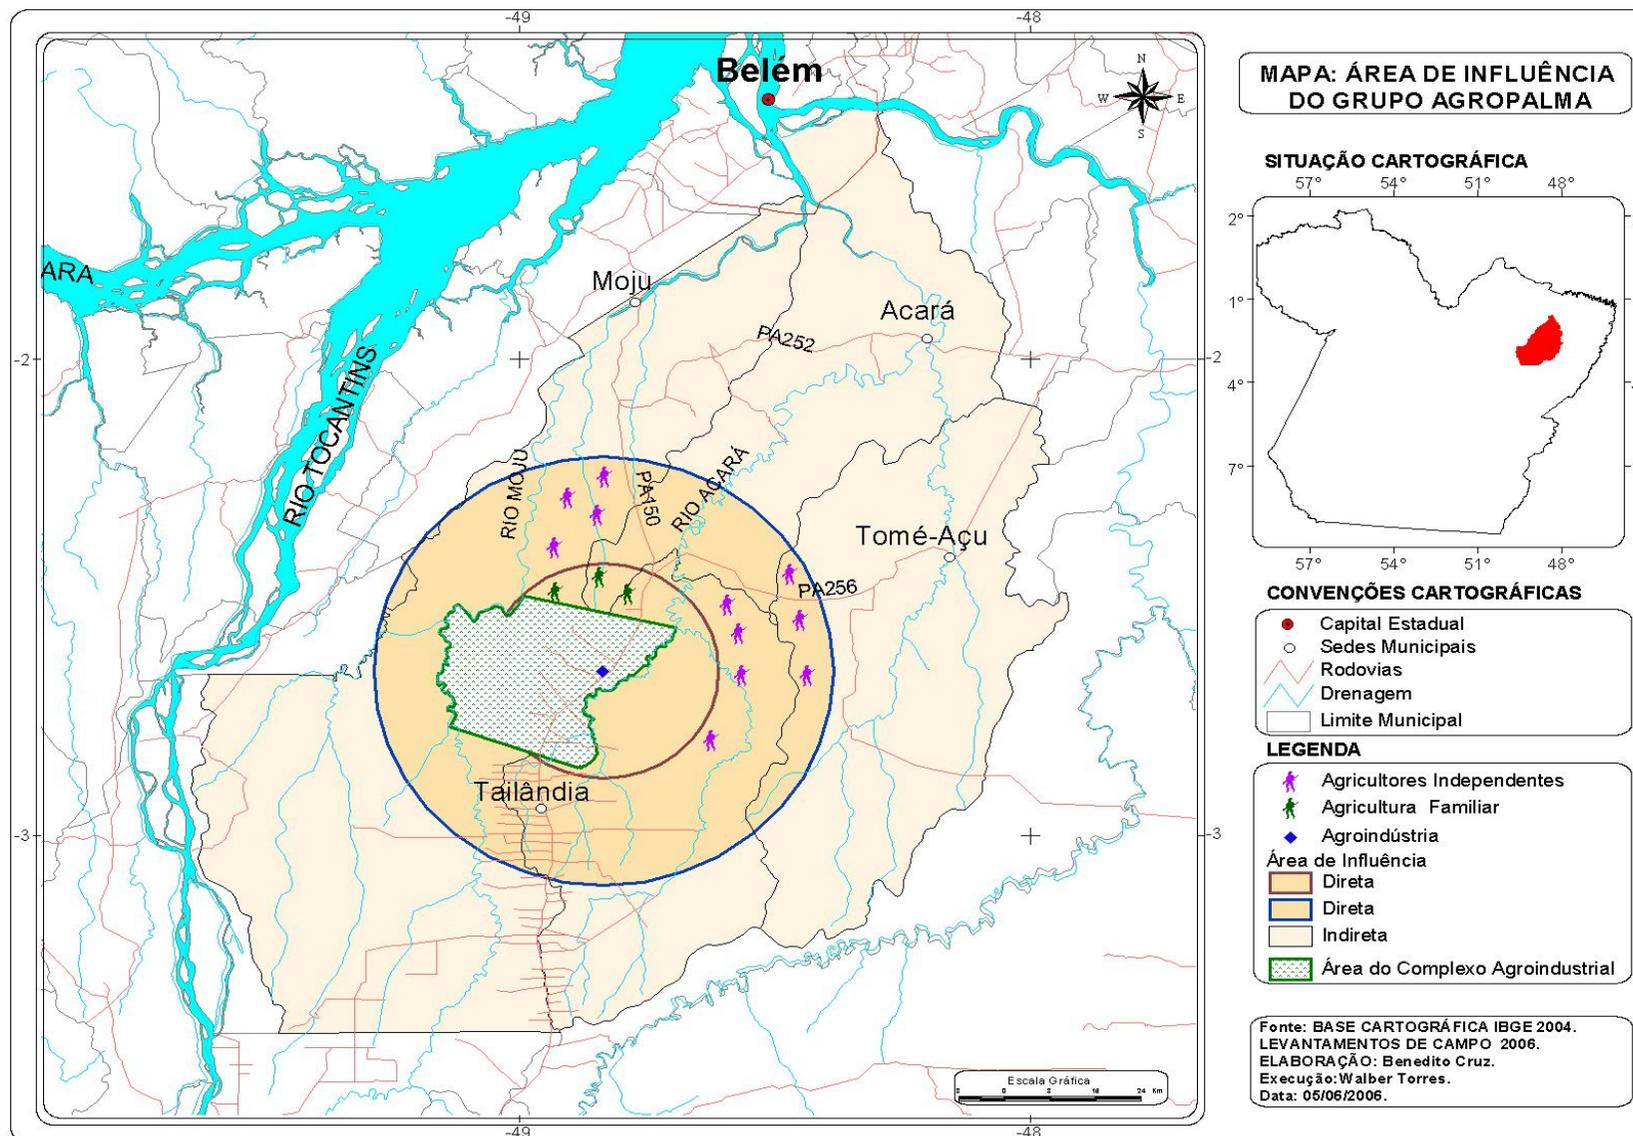 -49
-48
Belém
N
W
E
S
ARA
Moju
Acará
PA252
-2
-2
RIO TOCANTINS
RIO MOJU
PA150
RIO ACARÁ
Tomé-Açu
PA256
Tailândia
-3
-3
Escala Gráfica
24 Km
-49
-48
MAPA: ÁREA DE INFLUÊNCIA
DO GRUPO AGROPALMA
SITUAÇÃO CARTOGRÁFICA
57° 54° 51° 48°
2°
1°
4°
7°
57° 54° 51° 48°
CONVENÇÕES CARTOGRÁFICAS
Capital Estadual
Sedes Municipais
Rodovias
Drenagem
Limite Municipal
LEGENDA
Agricultores Independentes
Agricultura Familiar
Agroindústria
Área de Influência
Direta
Direta
Indireta
Área do Complexo Agroindustrial
Fonte: BASE CARTOGRÁFICA IBGE 2004.
LEVANTAMENTOS DE CAMPO 2006.
ELABORAÇÃO: Benedito Cruz.
Execução:Walber Torres.
Data: 05/06/2006.